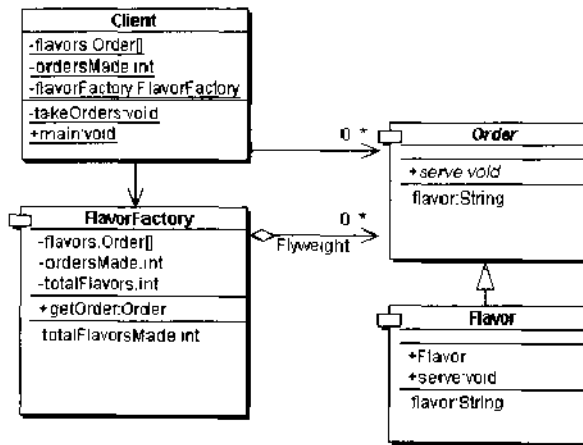 Client
-flavors.Order[]
-ordersMade.int
-flavorFactory.FlavorFactory
-takeOrders:void
+main:void
0 *
Order
+serve.void
flavor:String
FlavorFactory
-flavors.Order[]
-ordersMade.int
-totalFlavors.int
+getOrder:Order
totalFlavorsMade.int
0 *
Flyweight
Flavor
+Flavor
+serve:void
flavor:String